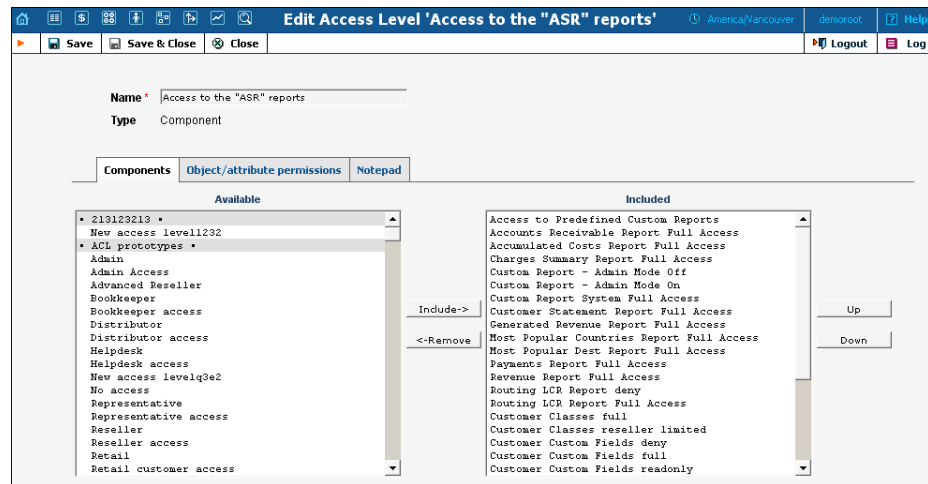 Edit Access Level 'Access to the "ASR" reports'
America/Vancouver
demoroot
Help
Save
Save & Close
Close
Logout
Log
Name * Access to the "ASR" reports
Type Component
Components Object/attribute permissions Notepad
Available
▪ 213123213 ▪
New access level1232
▪ ACL prototypes ▪
Admin
Admin Access
Advanced Reseller
Bookkeeper
Bookkeeper access
Distributor
Distributor access
Helpdesk
Helpdesk access
New access levelq3e2
No access
Representative
Representative access
Reseller
Reseller access
Retail
Retail customer access
Include->
<-Remove
Included
Access to Predefined Custom Reports
Accounts Receivable Report Full Access
Accumulated Costs Report Full Access
Charges Summary Report Full Access
Custom Report - Admin Mode Off
Custom Report - Admin Mode On
Custom Report System Full Access
Customer Statement Report Full Access
Generated Revenue Report Full Access
Most Popular Countries Report Full Access
Most Popular Dest Report Full Access
Payments Report Full Access
Revenue Report Full Access
Routing LCR Report deny
Routing LCR Report Full Access
Customer Classes full
Customer Classes reseller limited
Customer Custom Fields deny
Customer Custom Fields full
Customer Custom Fields readonly
Up
Down